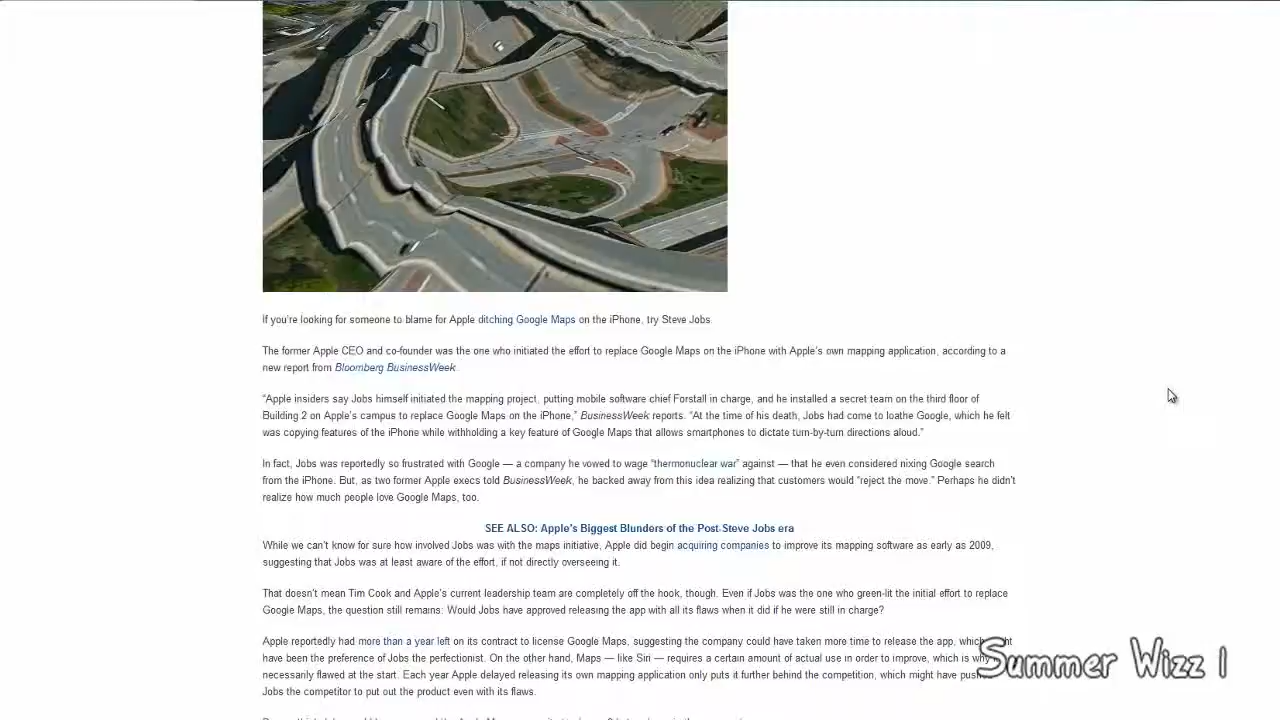 If you're looking for someone to blame for Apple ditching Google Maps on the iPhone, try Steve Jobs.
The former Apple CEO and co-founder was the one who initiated the effort to replace Google Maps on the iPhone with Apple's own mapping application, according to a
new report from Bloomberg BusinessWeek.
“Apple insiders say Jobs himself initiated the mapping project, putting mobile software chief Forstall in charge, and he installed a secret team on the third floor of
Building 2 on Apple's campus to replace Google Maps on the iPhone,” BusinessWeek reports. “At the time of his death, Jobs had come to loathe Google, which he felt
was copying features of the iPhone while withholding a key feature of Google Maps that allows smartphones to dictate turn-by-turn directions aloud.”
In fact, Jobs was reportedly so frustrated with Google — a company he vowed to wage “thermonuclear war” against — that he even considered nixing Google search
from the iPhone. But, as two former Apple execs told BusinessWeek, he backed away from this idea realizing that customers would “reject the move.” Perhaps he didn't
realize how much people love Google Maps, too.
SEE ALSO: Apple's Biggest Blunders of the Post-Steve Jobs era
While we can't know for sure how involved Jobs was with the maps initiative, Apple did begin acquiring companies to improve its mapping software as early as 2009,
suggesting that Jobs was at least aware of the effort, if not directly overseeing it.
That doesn't mean Tim Cook and Apple's current leadership team are completely off the hook, though. Even if Jobs was the one who green-lit the initial effort to replace
Google Maps, the question still remains: Would Jobs have approved releasing the app with all its flaws when it did if he were still in charge?
Apple reportedly had more than a year left on its contract to license Google Maps, suggesting the company could have taken more time to release the app,
have been the preference of Jobs the perfectionist. On the other hand, Maps — like Siri — requires a certain amount of actual use in order to improve, which is why
necessarily flawed at the start. Each year Apple delayed releasing its own mapping application only puts it further behind the competition, which might have
Jobs the competitor to put out the product even with its flaws.
Summer Wizz 1